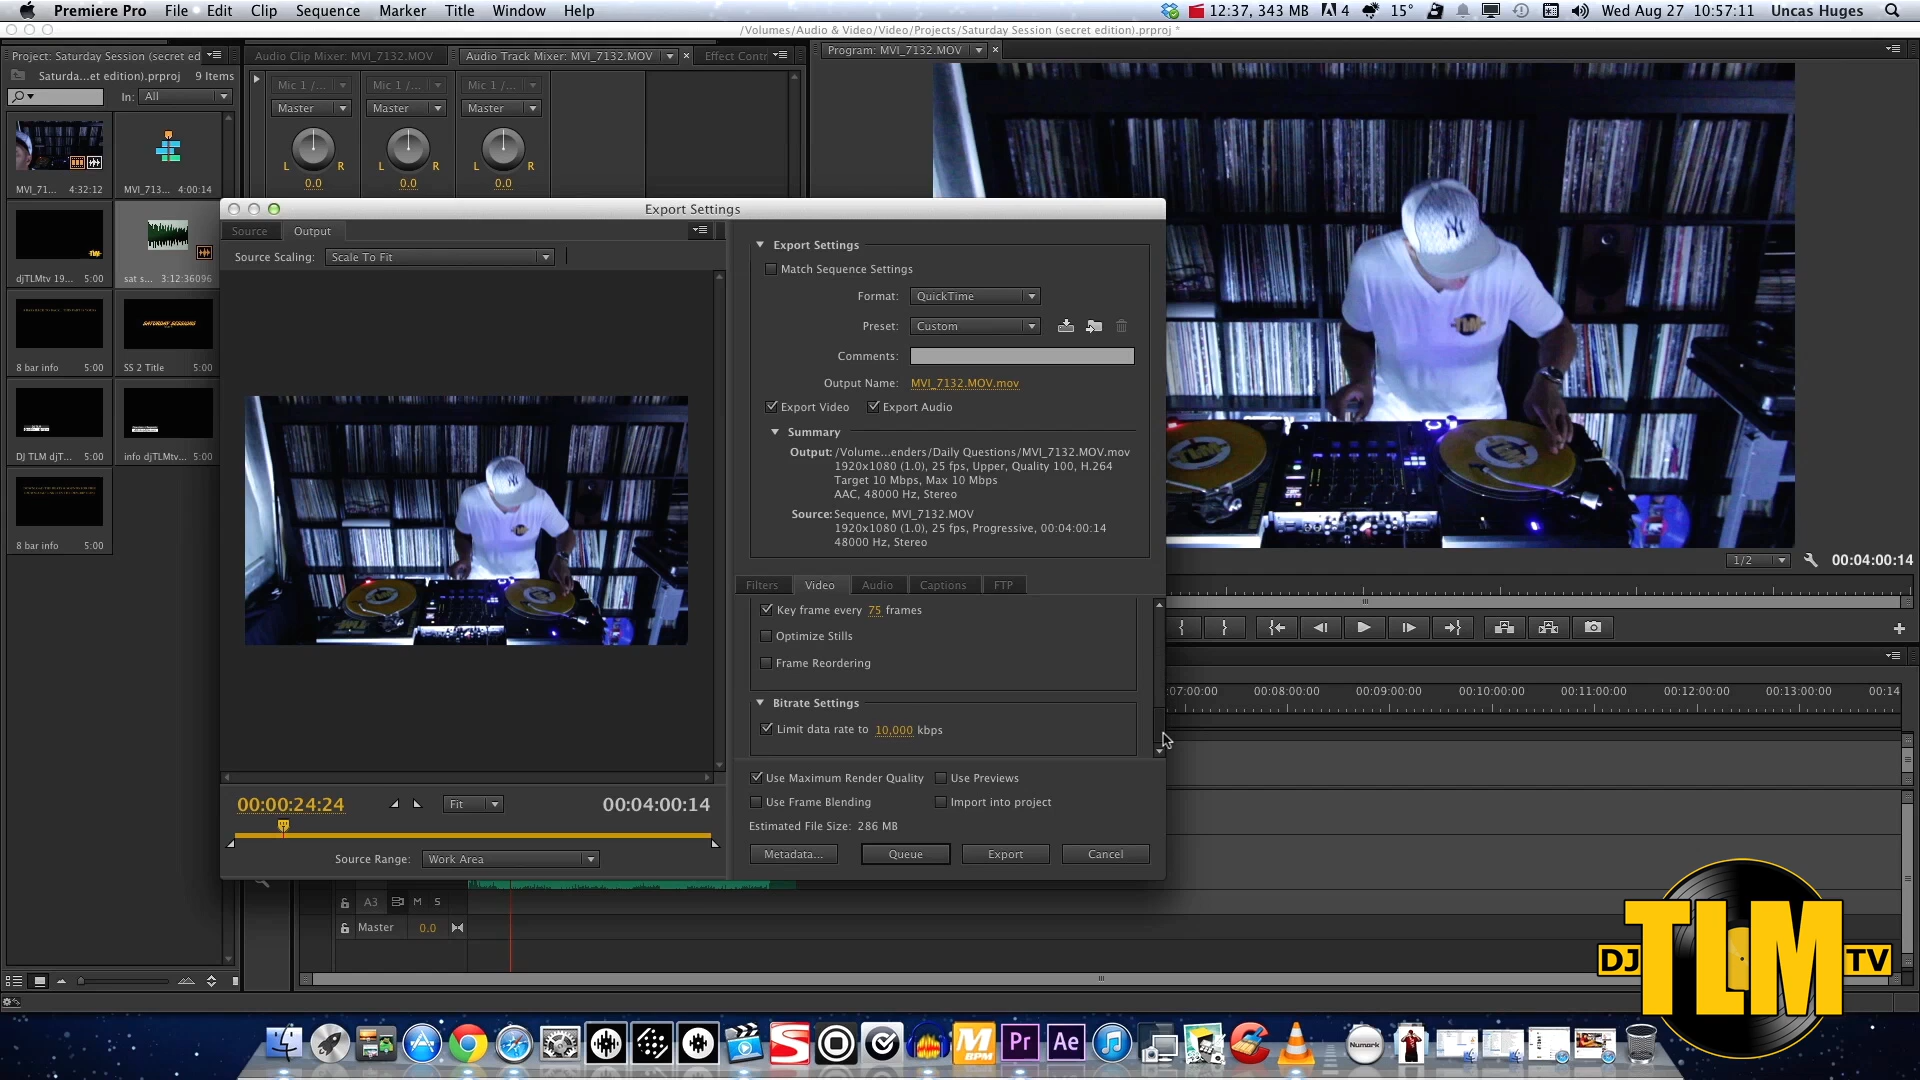 Premiere Pro File Edit Clip Sequence Marker Title Window Help
12:37, 343 MB 4 15° Wed Aug 27 10:57:11 Uncas Huges
/Volumes/Audio & Video/Video/Projects/Saturday Session (secret edition).prproj *
Project: Saturday Session (secret ed
Audio Clip Mixer: MVI_7132.MOV
Audio Track Mixer: MVI_7132.MOV
Effect Contr
Program: MVI_7132.MOV
Saturda...et edition).prproj 9 Items
In: All
Mic 1 /... Mic 1 /... Mic 1 /...
Master Master Master
L R L R L R
0.0 0.0 0.0
MVI_71... 4:32:12 MVI_713... 4:00:14
djTLMtv 19... 5:00 sat s... 3:12:36096
SATURDAY SESSIONS
8 bar info 5:00 SS 2 Title 5:00
DJ TLM djT... 5:00 info djTLMtv... 5:00
8 bar info 5:00
Export Settings
Source Output
Source Scaling: Scale To Fit
Export Settings
Match Sequence Settings
Format: QuickTime
Preset: Custom
Comments:
Output Name: MVI_7132.MOV.mov
Export Video Export Audio
Summary
Output: /Volume...enders/Daily Questions/MVI_7132.MOV.mov
1920x1080 (1.0), 25 fps, Upper, Quality 100, H.264
Target 10 Mbps, Max 10 Mbps
AAC, 48000 Hz, Stereo
Source: Sequence, MVI_7132.MOV
1920x1080 (1.0), 25 fps, Progressive, 00:04:00:14
48000 Hz, Stereo
Filters Video Audio Captions FTP
Key frame every 75 frames
Optimize Stills
Frame Reordering
Bitrate Settings
Limit data rate to 10,000 kbps
Use Maximum Render Quality Use Previews
Use Frame Blending Import into project
Estimated File Size: 286 MB
Metadata... Queue Export Cancel
00:00:24:24 Fit 00:04:00:14
Source Range: Work Area
1/2 00:04:00:14
:07:00:00 00:08:00:00 00:09:00:00 00:10:00:00 00:11:00:00 00:12:00:00 00:13:00:00 00:14
A3 M S
Master 0.0
DJ TLM TV
M BPM Pr Ae Numark